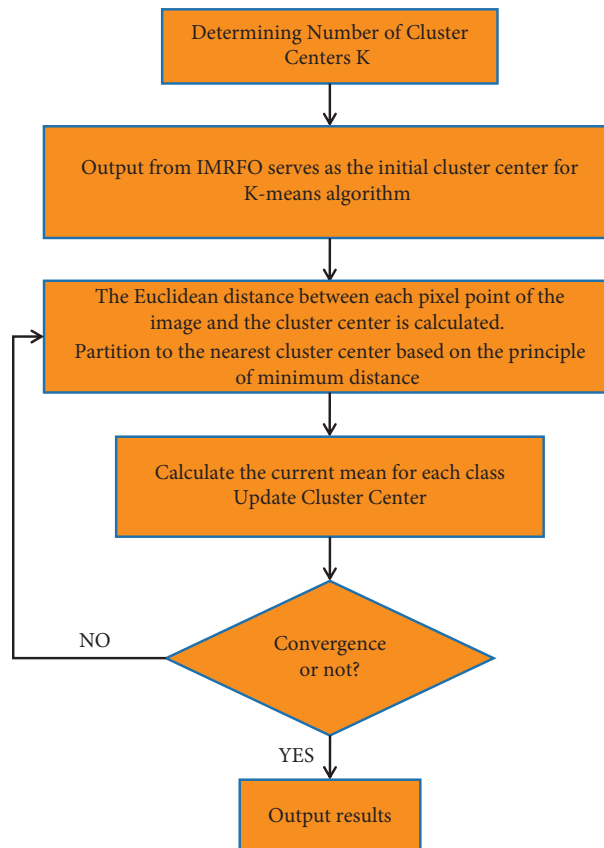 Determining Number of Cluster
Centers K
Output from IMRFO serves as the initial cluster center for
K-means algorithm
The Euclidean distance between each pixel point of the
image and the cluster center is calculated.
Partition to the nearest cluster center based on the principle
of minimum distance
Calculate the current mean for each class
Update Cluster Center
Convergence
or not?
NO
YES
Output results